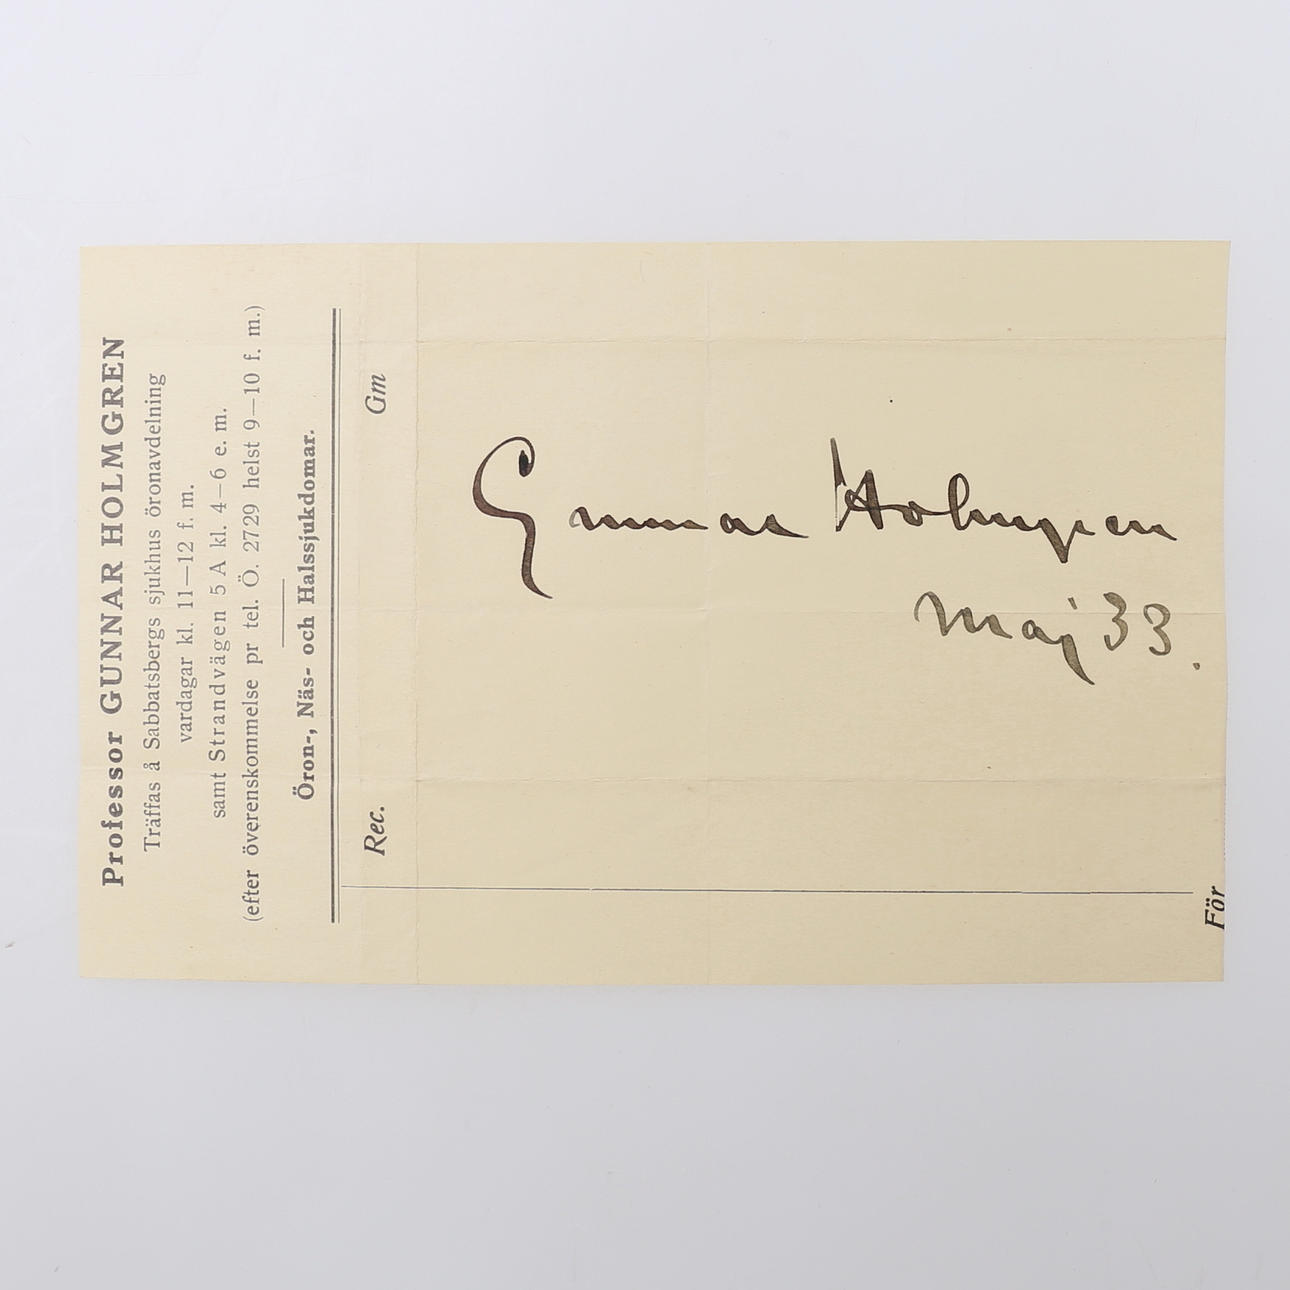 Professor GUNNAR HOLMGREN
Träffas å Sabbatsbergs sjukhus öronavdelning
vardagar kl. 11—12 f. m.
samt Strandvägen 5 A kl. 4—6 e. m.
(efter överenskommelse pr tel. Ö. 2729 helst 9—10 f. m.)
Öron-, Näs- och Halssjukdomar.
Rec. Gm
Gunnar Holmgren
Maj 33.
För